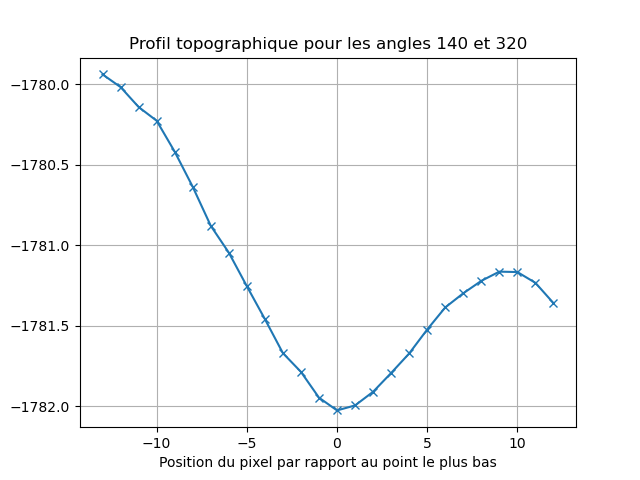 Profil topographique pour les angles 140 et 320
−1780.0
−1780.5
−1781.0
−1781.5
−1782.0
−10 −5 0 5 10
Position du pixel par rapport au point le plus bas